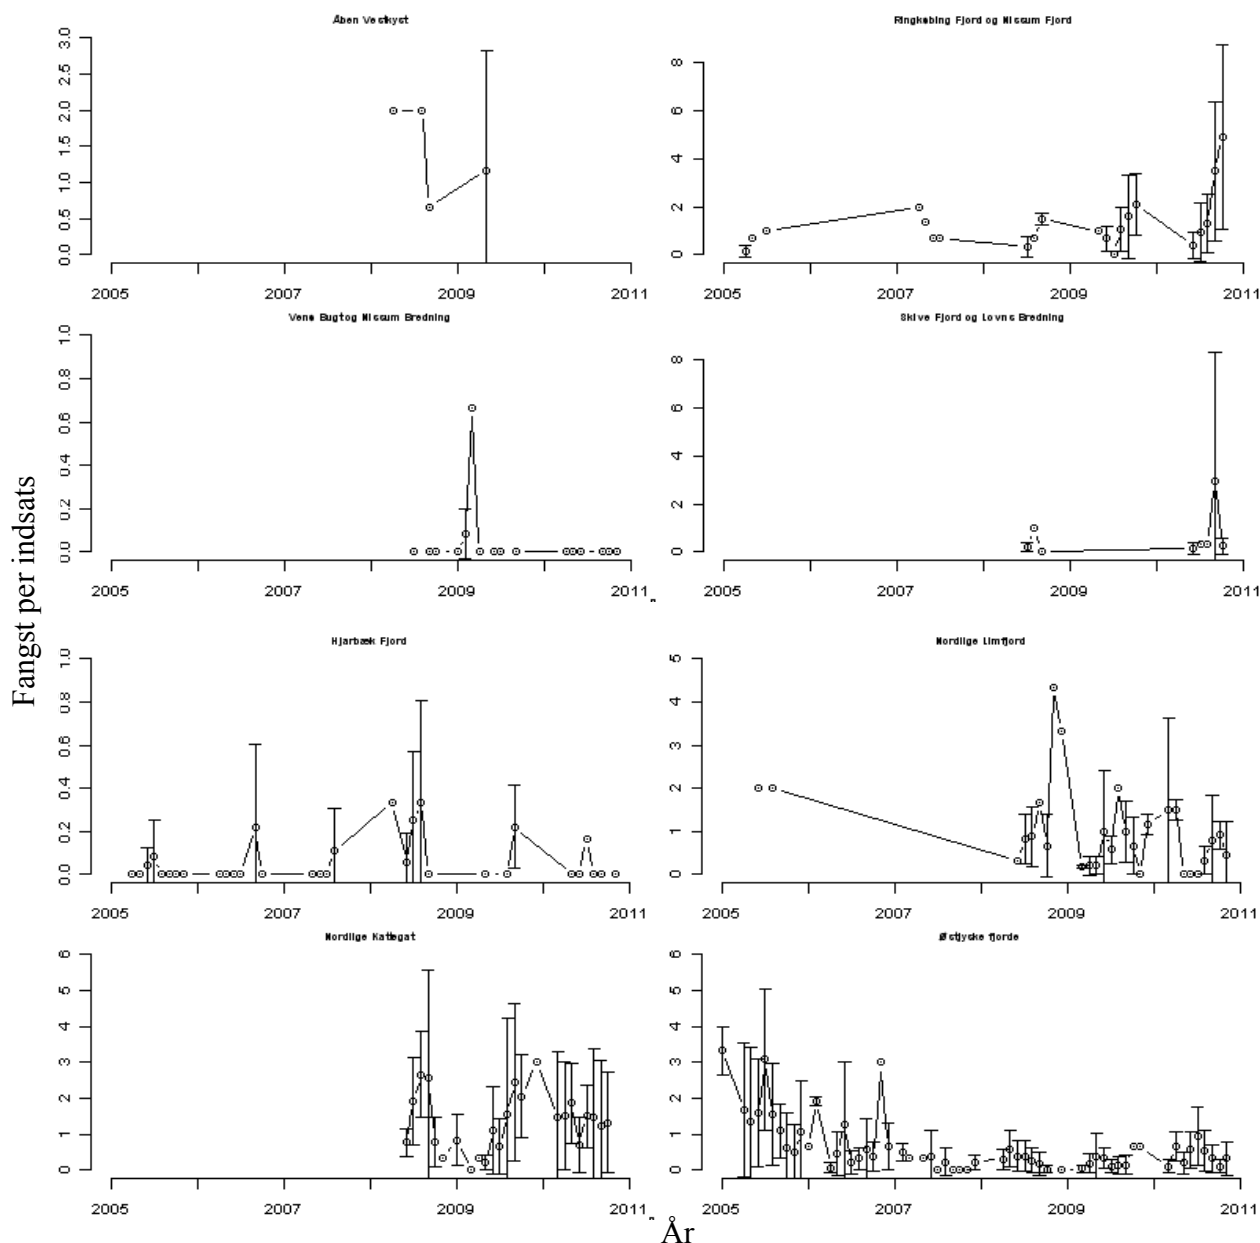 Åben Vestkyst
3.0
2.5
2.0
1.5
1.0
0.5
0.0
2005 2007 2009 2011
Ringkøbing Fjord og Nissum Fjord
8
6
4
2
0
2005 2007 2009 2011
Venø Bugt og Nissum Bredning
1.0
0.8
0.6
0.4
0.2
0.0
2005 2007 2009 2011
Skive Fjord og Lovns Bredning
8
6
4
2
0
2005 2007 2009 2011
Fangst per indsats
Hjarbæk Fjord
1.0
0.8
0.6
0.4
0.2
0.0
2005 2007 2009 2011
Nordlige Limfjord
5
4
3
2
1
0
2005 2007 2009 2011
Nordlige Kattegat
6
5
4
3
2
1
0
2005 2007 2009 2011
Østjyske fjorde
6
5
4
3
2
1
0
2005 2007 2009 2011
År